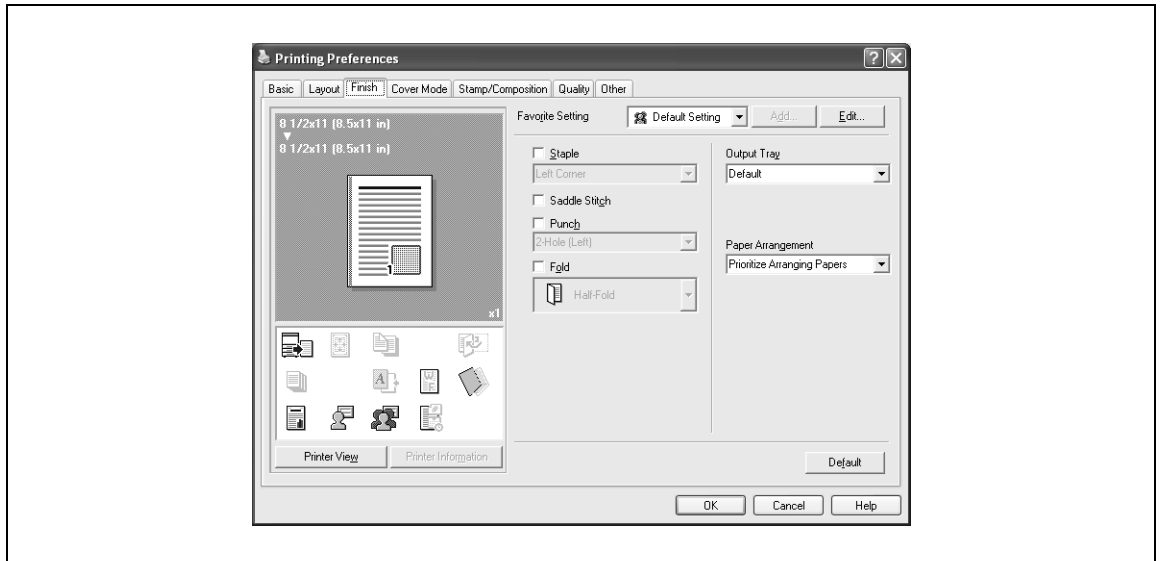 Printing Preferences
Basic Layout Finish Cover Mode Stamp/Composition Quality Other
8 1/2x11 (8.5x11 in)
8 1/2x11 (8.5x11 in)
1
x1
Printer View Printer Information
Favorite Setting Default Setting Add... Edit...
Staple
Left Corner
Saddle Stitch
Punch
2-Hole (Left)
Fold
Half-Fold
Output Tray
Default
Paper Arrangement
Prioritize Arranging Papers
Default
OK Cancel Help